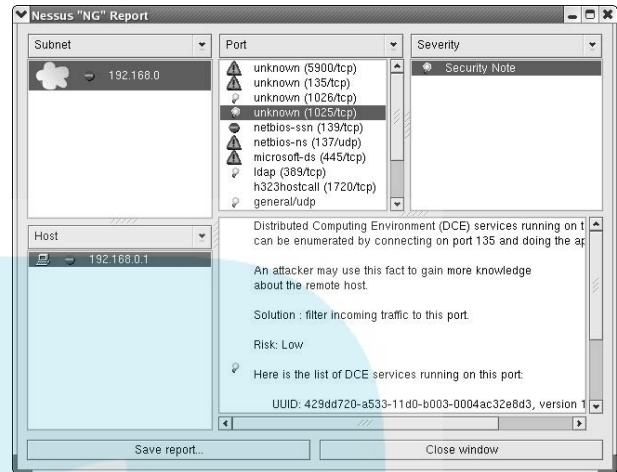 Nessus "NG" Report
Subnet
192.168.0
Port
unknown (5900/tcp)
unknown (135/tcp)
unknown (1026/tcp)
unknown (1025/tcp)
netbios-ssn (139/tcp)
netbios-ns (137/udp)
microsoft-ds (445/tcp)
ldap (389/tcp)
h323hostcall (1720/tcp)
general/udp
Severity
Security Note
Host
192.168.0.1
Distributed Computing Environment (DCE) services running on t
can be enumerated by connecting on port 135 and doing the ap
An attacker may use this fact to gain more knowledge
about the remote host.
Solution : filter incoming traffic to this port.
Risk: Low
Here is the list of DCE services running on this port:
UUID: 429dd720-a533-11d0-b003-0004ac32e8d3, version 1
Save report...
Close window